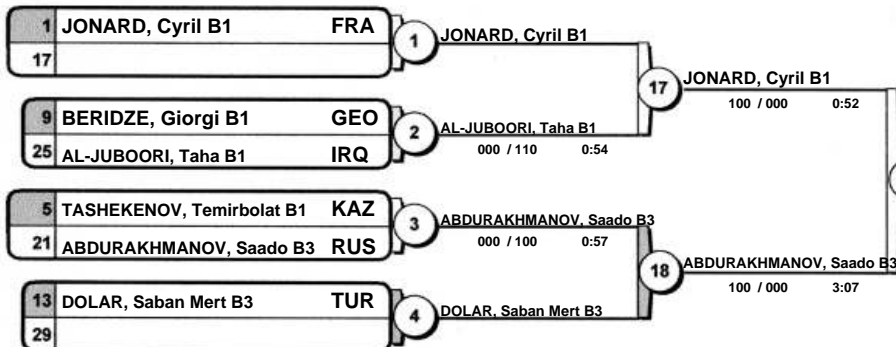 1 JONARD, Cyril B1 FRA
17
1
JONARD, Cyril B1
9 BERIDZE, Giorgi B1 GEO
25 AL-JUBOORI, Taha B1 IRQ
2
AL-JUBOORI, Taha B1
000 / 110 0:54
17
JONARD, Cyril B1
100 / 000 0:52
5 TASHEKENOV, Temirbolat B1 KAZ
21 ABDURAKHMANOV, Saado B3 RUS
3
ABDURAKHMANOV, Saado B3
000 / 100 0:57
13 DOLAR, Saban Mert B3 TUR
29
4
DOLAR, Saban Mert B3
18
ABDURAKHMANOV, Saado B3
100 / 000 3:07